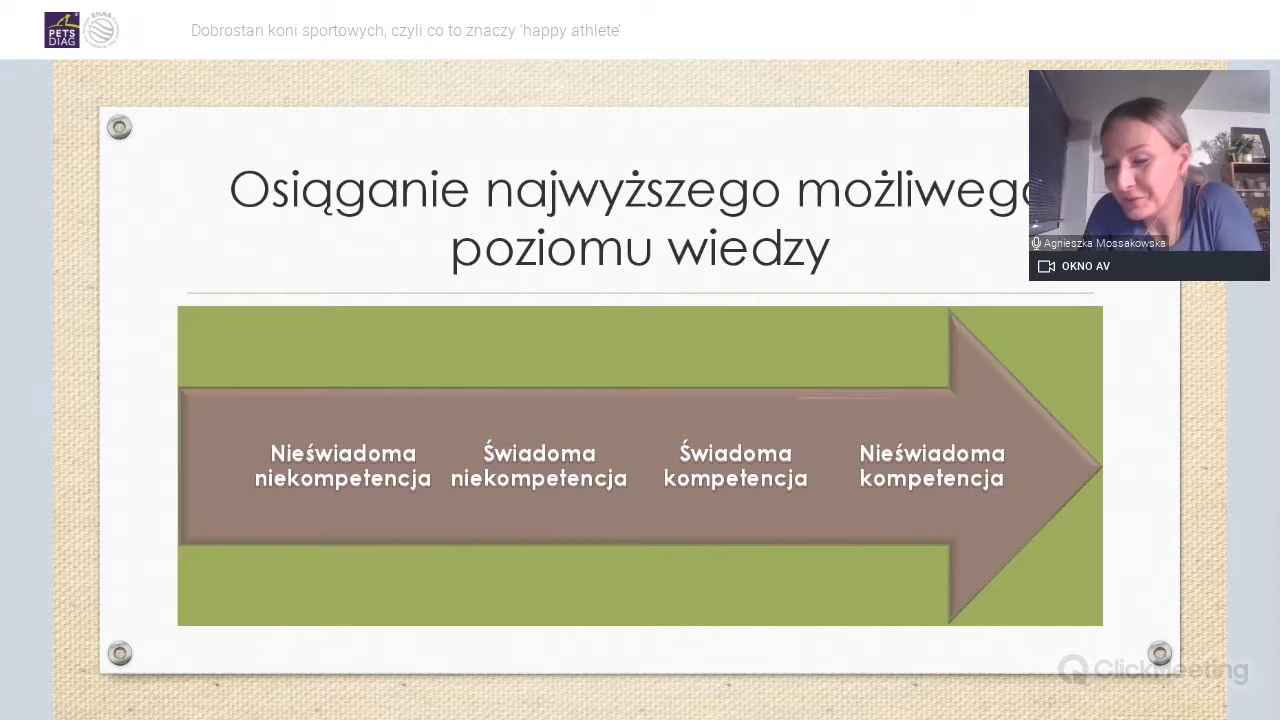 PETS
DIAG
Dobrostan koni sportowych, czyli co to znaczy 'happy athlete'
Osiąganie najwyższego możliwego
poziomu wiedzy
Agnieszka Mossakowska
OKNO AV
Nieświadoma
niekompetencja
Świadoma
niekompetencja
Świadoma
kompetencja
Nieświadoma
kompetencja
ClickMeeting